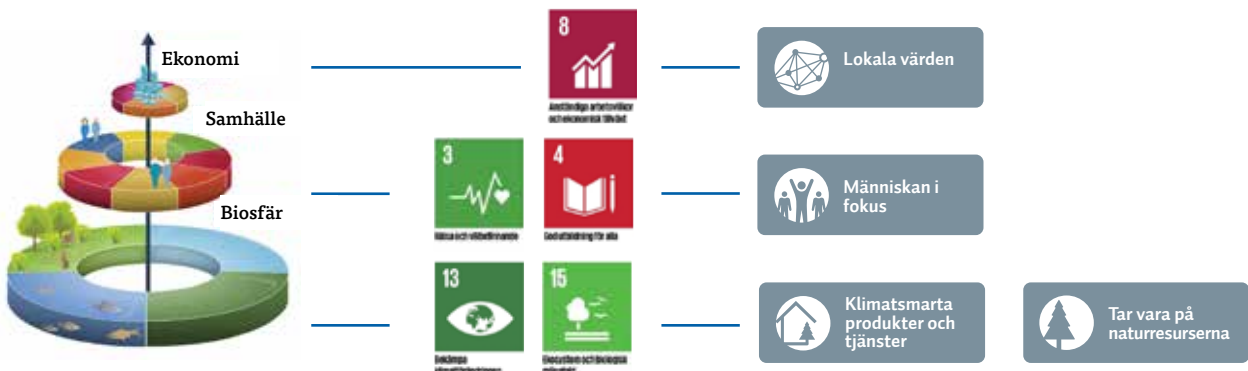 Ekonomi
8
Anständiga arbetsvillkor
och ekonomisk tillväxt
Lokala värden
Samhälle
3
Hälsa och välbefinnande
4
God utbildning för alla
Människan i
fokus
Biosfär
13
Bekämpa
15
Ekosystem och biologisk
Klimatsmarta
produkter och
tjänster
Tar vara på
naturresurserna